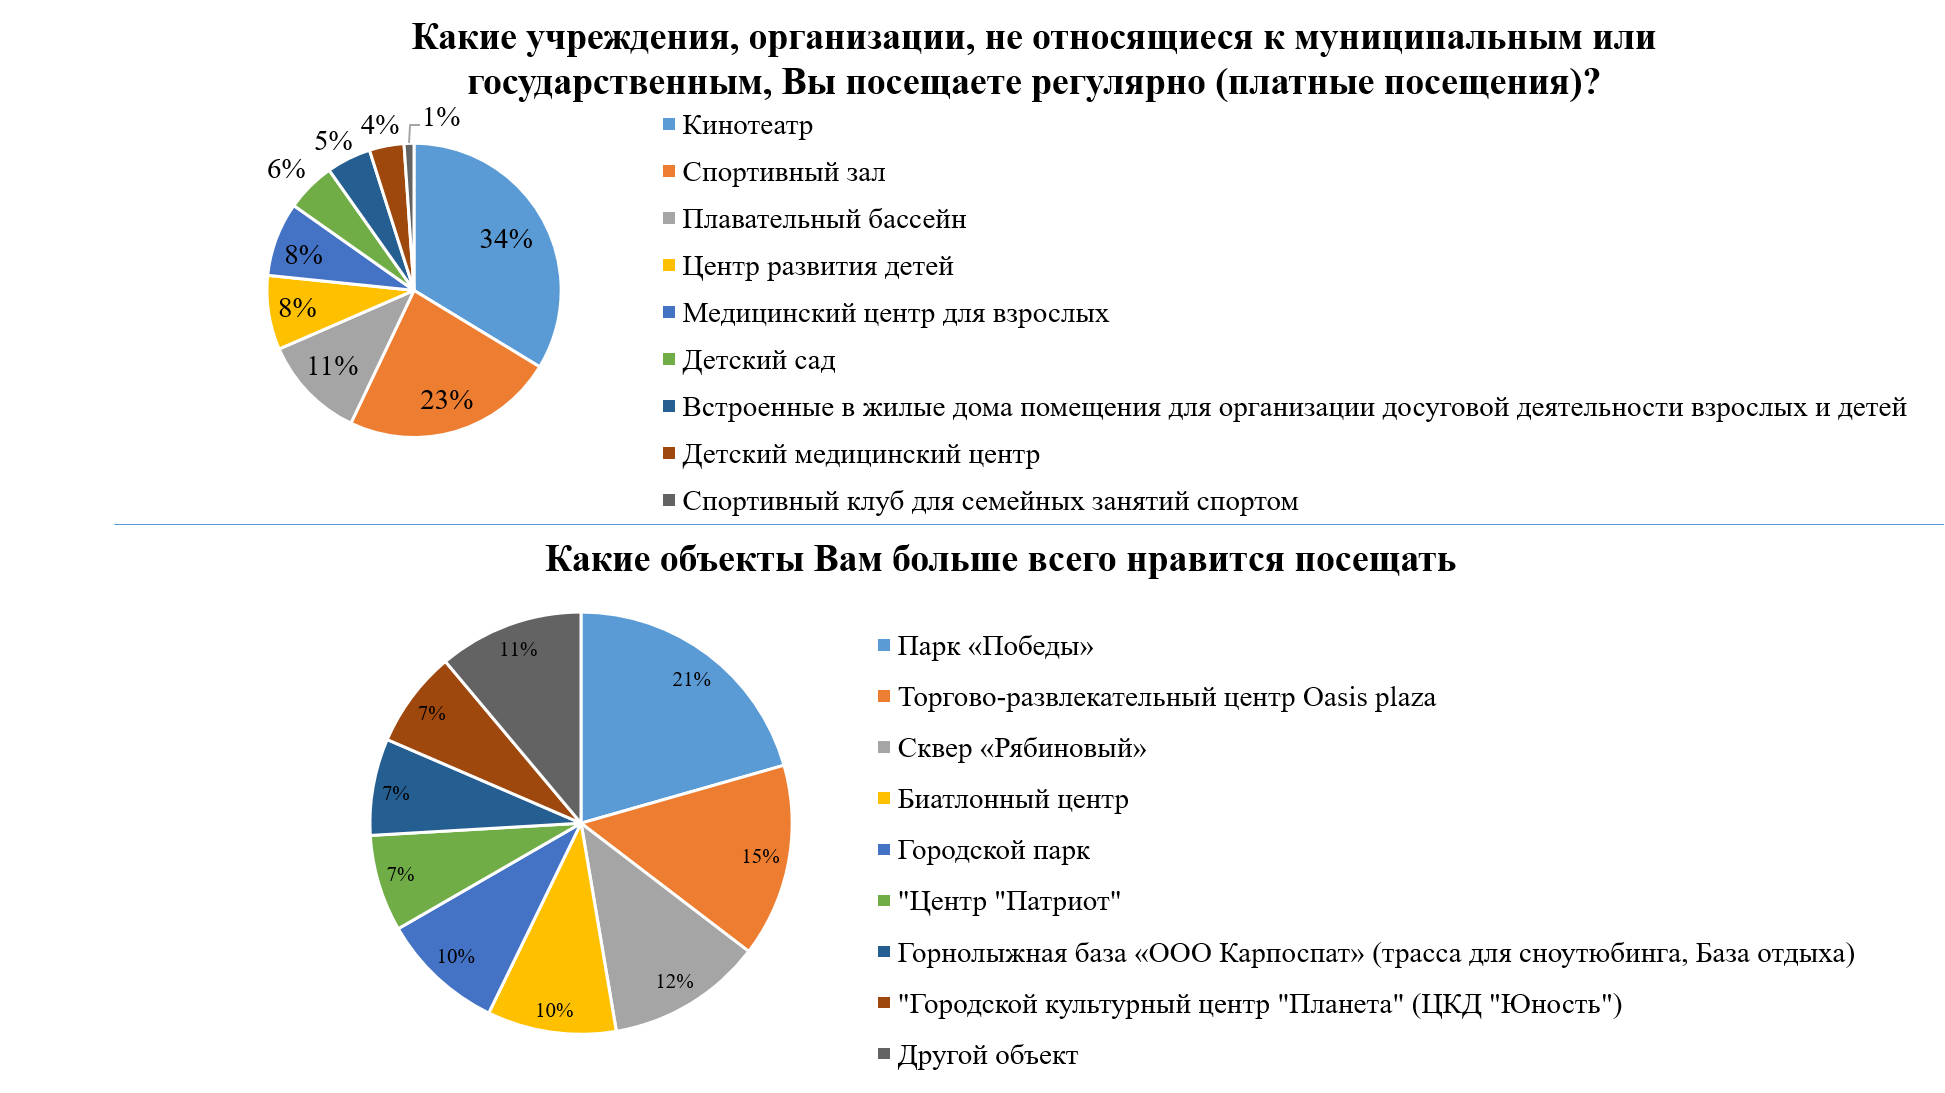 Какие учреждения, организации, не относящиеся к муниципальным или
государственным, Вы посещаете регулярно (платные посещения)?
1%
4%
5%
6%
8%
8%
11%
23%
34%
Кинотеатр
Спортивный зал
Плавательный бассейн
Центр развития детей
Медицинский центр для взрослых
Детский сад
Встроенные в жилые дома помещения для организации досуговой деятельности взрослых и детей
Детский медицинский центр
Спортивный клуб для семейных занятий спортом
Какие объекты Вам больше всего нравится посещать
11%
21%
7%
7%
15%
7%
10%
12%
10%
Парк «Победы»
Торгово-развлекательный центр Oasis plaza
Сквер «Рябиновый»
Биатлонный центр
Городской парк
"Центр "Патриот"
Горнолыжная база «ООО Карпоспат» (трасса для сноутюбинга, База отдыха)
"Городской культурный центр "Планета" (ЦКД "Юность")
Другой объект